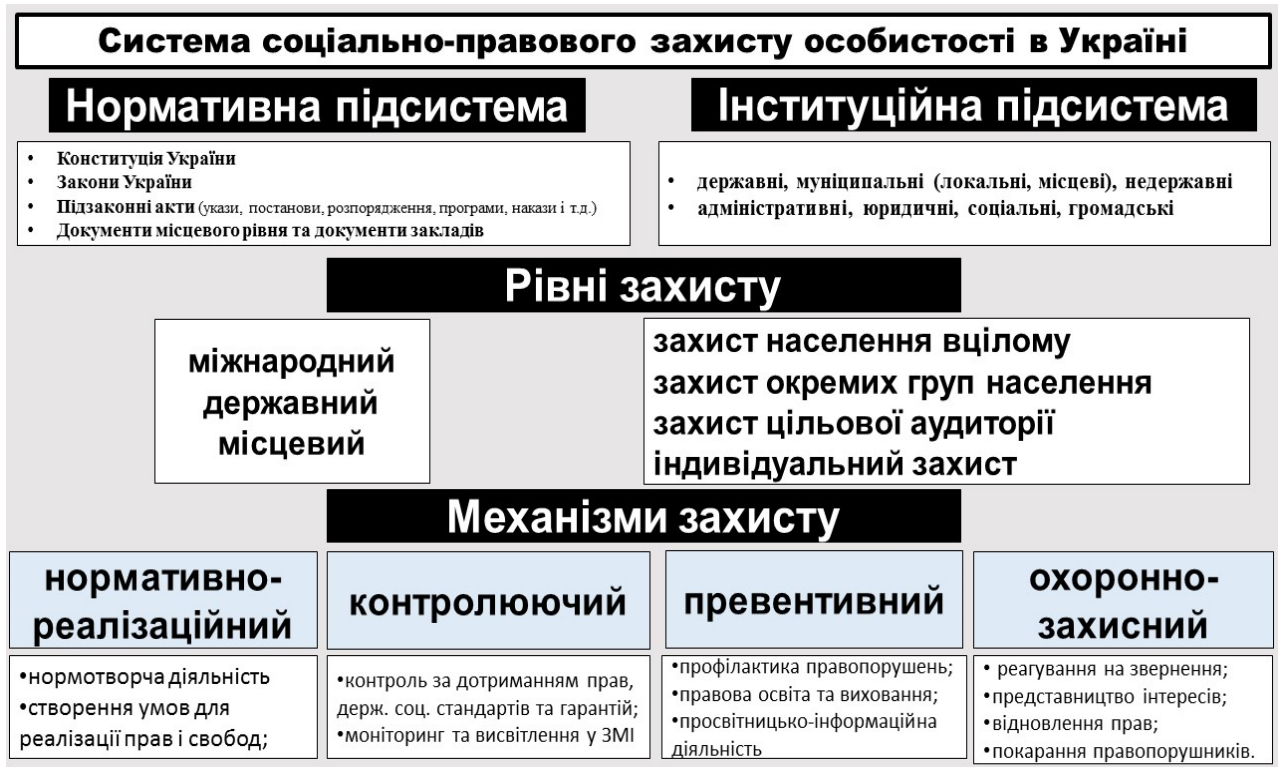 Система соціально-правового захисту особистості в Україні
Нормативна підсистема
• Конституція України
• Закони України
• Підзаконні акти (укази, постанови, розпорядження, програми, накази і т.д.)
• Документи місцевого рівня та документи закладів
Інституційна підсистема
• державні, муніципальні (локальні, місцеві), недержавні
• адміністративні, юридичні, соціальні, громадські
Рівні захисту
міжнародний
державний
місцевий
захист населення вцілому
захист окремих груп населення
захист цільової аудиторії
індивідуальний захист
Механізми захисту
нормативно-
реалізаційний
•нормотворча діяльність
•створення умов для
реалізації прав і свобод;
контролюючий
•контроль за дотриманням прав,
держ. соц. стандартів та гарантій;
•моніторинг та висвітлення у ЗМІ
превентивний
•профілактика правопорушень;
•правова освіта та виховання;
•просвітницько-інформаційна
діяльність
охоронно-
захисний
• реагування на звернення;
•представництво інтересів;
•відновлення прав;
•покарання правопорушників.